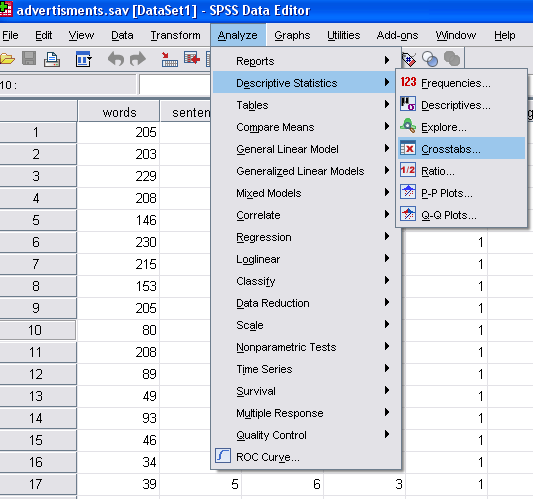 advertisments.sav [DataSet1] - SPSS Data Editor
File Edit View Data Transform Analyze Graphs Utilities Add-ons Window Help
10 :
words
1 205
2 203
3 229
4 208
5 146
6 230 1
7 215 1
8 153 1
9 205 1
10 80 1
11 208 1
12 89 1
13 49 1
14 93 1
15 46 1
16 34 1
17 39 5 6 3 1
Reports
Descriptive Statistics
Tables
Compare Means
General Linear Model
Generalized Linear Models
Mixed Models
Correlate
Regression
Loglinear
Classify
Data Reduction
Scale
Nonparametric Tests
Time Series
Survival
Multiple Response
Quality Control
ROC Curve...
123 Frequencies...
Descriptives...
Explore...
Crosstabs...
1/2 Ratio...
P-P Plots...
Q-Q Plots...